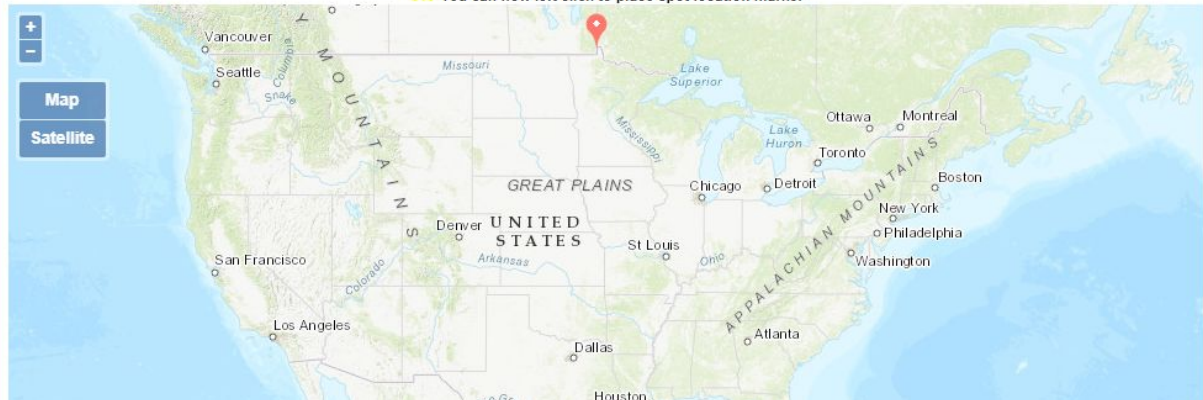 You can now left click to place spot location marker
+
−
Map
Satellite
Vancouver
Seattle
Columbia
Snake
Y MOUNTAINS
Missouri
Lake
Superior
Mississippi
Ottawa
Montreal
Lake
Huron
Toronto
GREAT PLAINS
Chicago
Detroit
Boston
New York
Philadelphia
Washington
APPALACHIAN MOUNTAINS
Denver
UNITED
STATES
St Louis
Ohio
San Francisco
Colorado
Arkansas
Los Angeles
Dallas
Atlanta
Houston